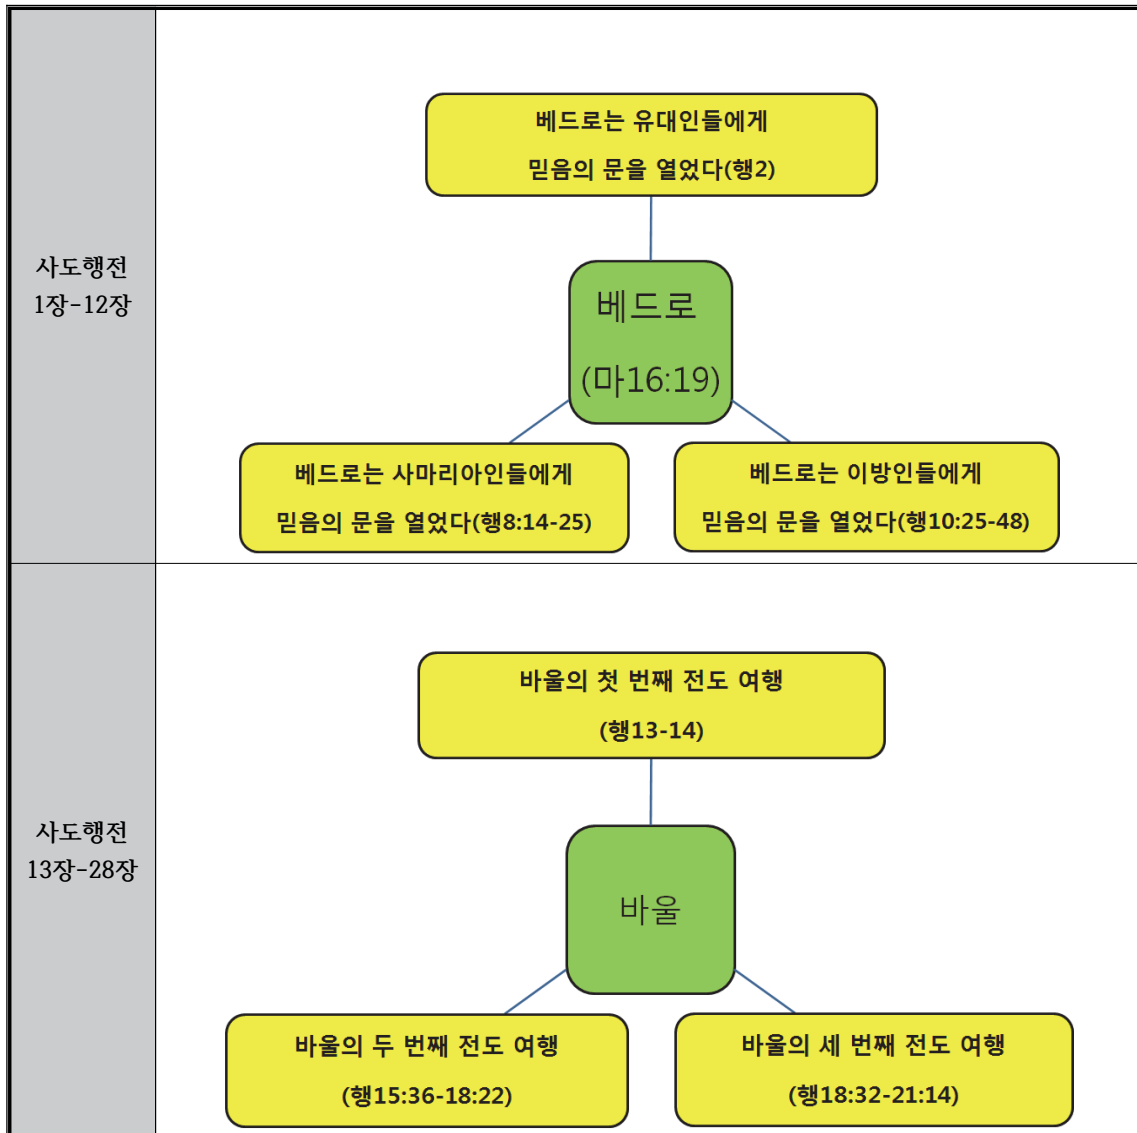 사도행전
1장-12장
베드로는 유대인들에게
믿음의 문을 열었다(행2)
베드로
(마16:19)
베드로는 사마리아인들에게
믿음의 문을 열었다(행8:14-25)
베드로는 이방인들에게
믿음의 문을 열었다(행10:25-48)
사도행전
13장-28장
바울의 첫 번째 전도 여행
(행13-14)
바울
바울의 두 번째 전도 여행
(행15:36-18:22)
바울의 세 번째 전도 여행
(행18:32-21:14)